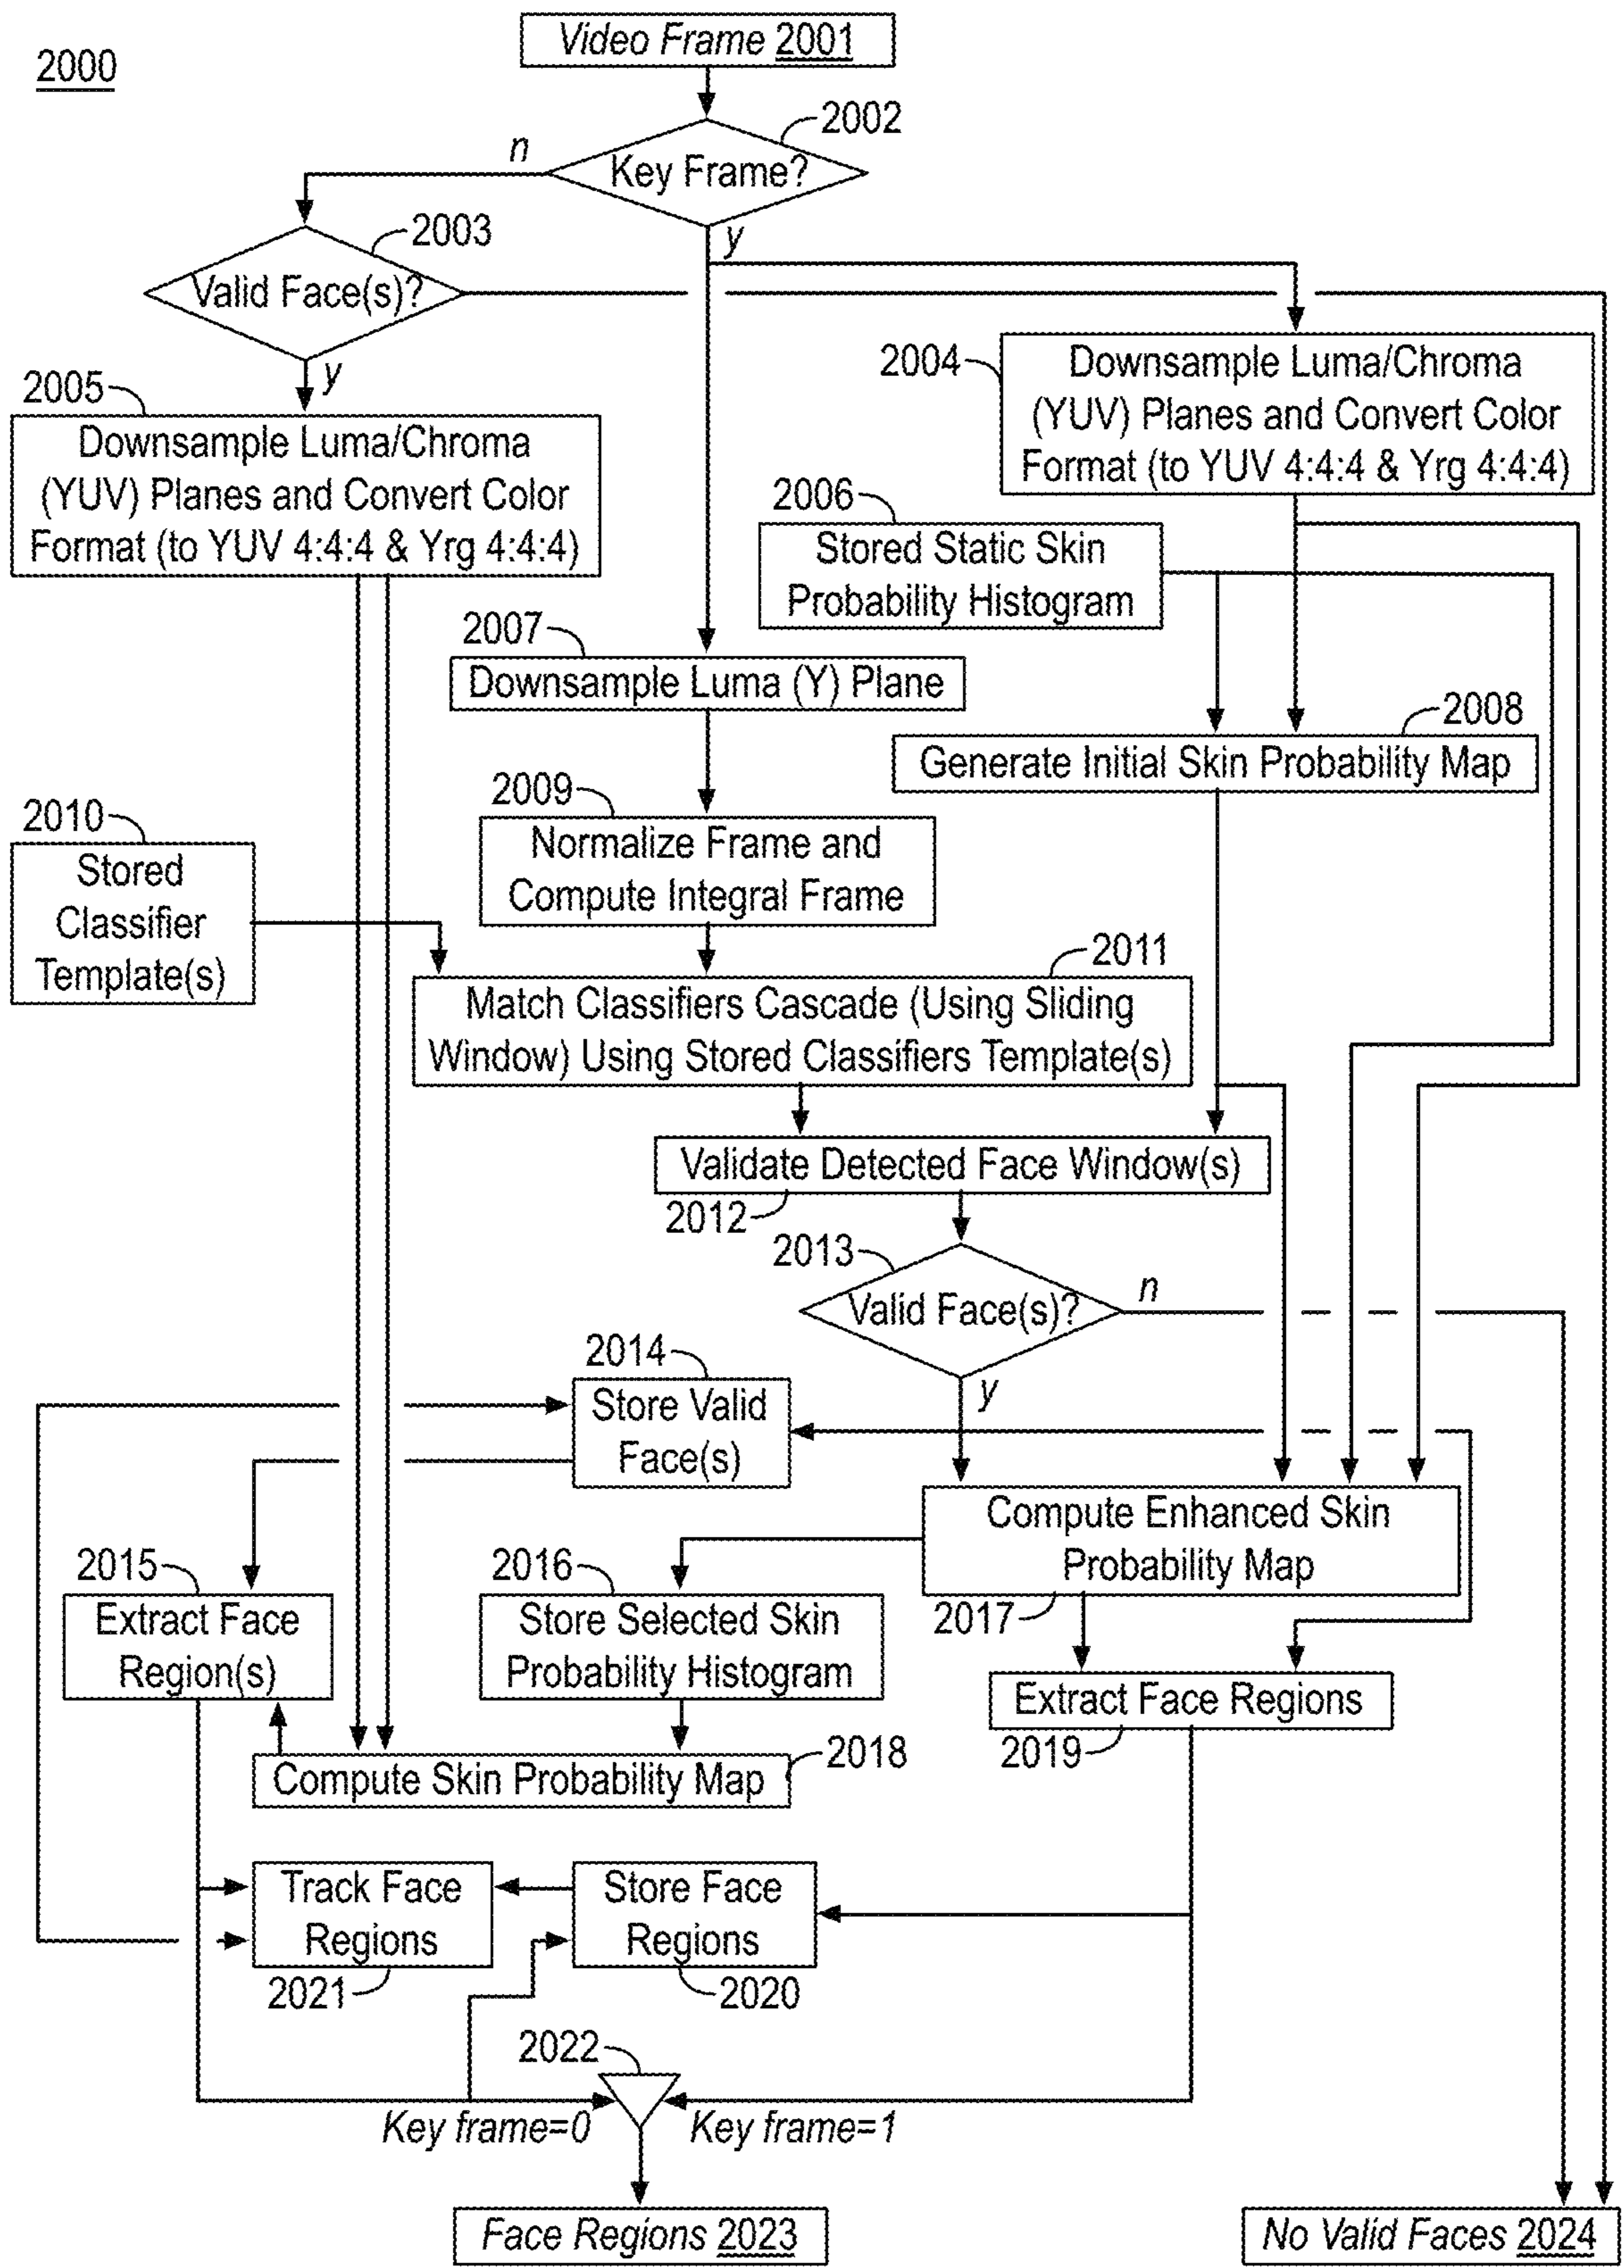 2000
Video Frame 2001
2002
n
Key Frame?
y
2003
Valid Face(s)?
y
2004
Downsample Luma/Chroma
(YUV) Planes and Convert Color
Format (to YUV 4:4:4 & Yrg 4:4:4)
2005
Downsample Luma/Chroma
(YUV) Planes and Convert Color
Format (to YUV 4:4:4 & Yrg 4:4:4)
2006
Stored Static Skin
Probability Histogram
2007
Downsample Luma (Y) Plane
2008
Generate Initial Skin Probability Map
2009
Normalize Frame and
Compute Integral Frame
2010
Stored
Classifier
Template(s)
2011
Match Classifiers Cascade (Using Sliding
Window) Using Stored Classifiers Template(s)
Validate Detected Face Window(s)
2012
2013
Valid Face(s)?
n
y
2014
Store Valid
Face(s)
Compute Enhanced Skin
Probability Map
2017
2015
Extract Face
Region(s)
2016
Store Selected Skin
Probability Histogram
Extract Face Regions
2019
2018
Compute Skin Probability Map
Track Face
Regions
2021
Store Face
Regions
2020
2022
Key frame=0
Key frame=1
Face Regions 2023
No Valid Faces 2024